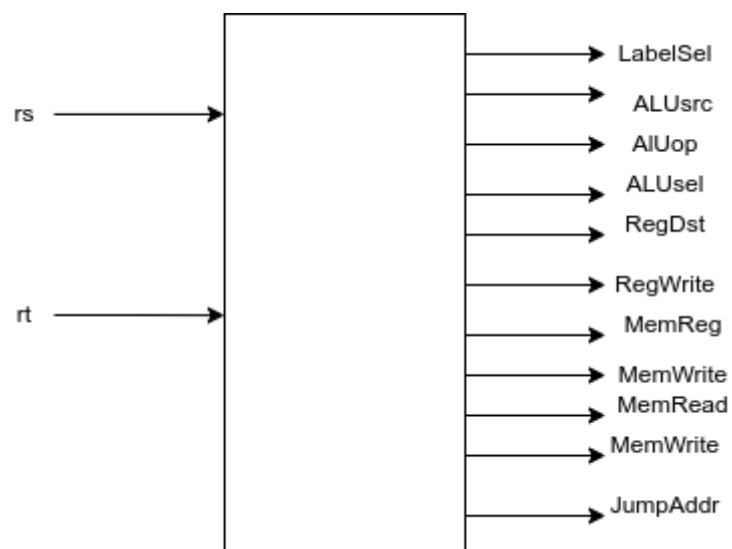 LabelSel
rs
ALUsrc
AlUop
ALUsel
RegDst
RegWrite
rt
MemReg
MemWrite
MemRead
MemWrite
JumpAddr